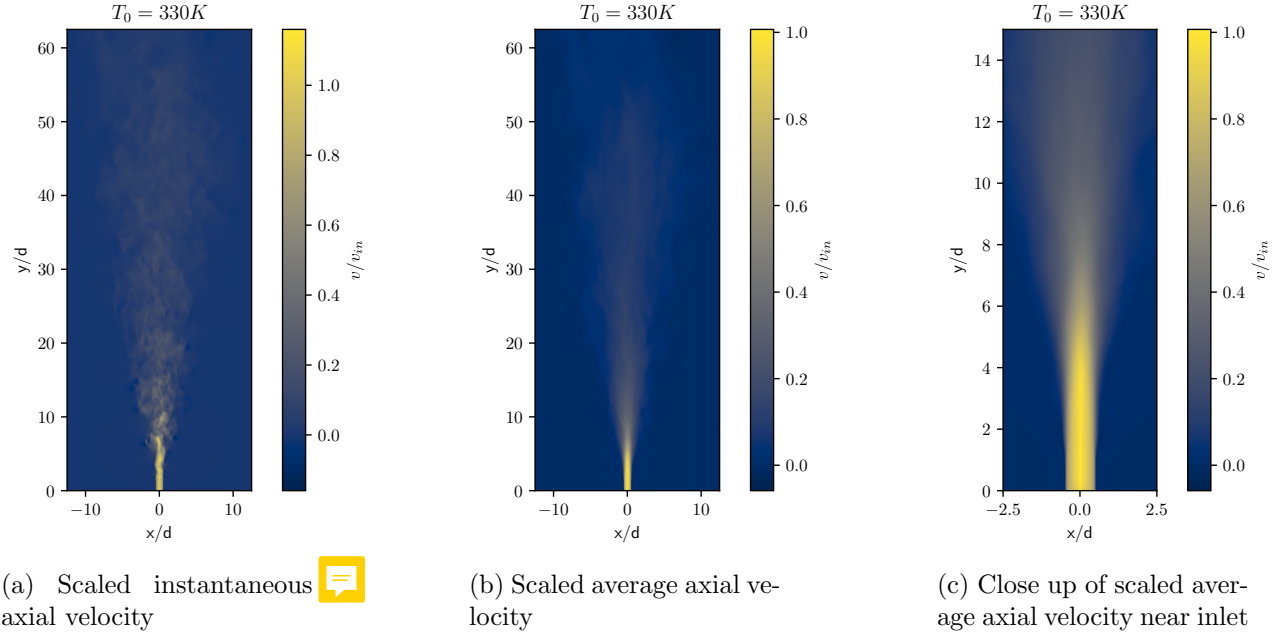 T₀ = 330K
60
50
40
30
20
10
0
y/d
−10
0
10
x/d
1.0
0.8
0.6
0.4
0.2
0.0
v/vᵢₙ
(a) Scaled instantaneous
axial velocity
T₀ = 330K
60
50
40
30
20
10
0
y/d
−10
0
10
x/d
1.0
0.8
0.6
0.4
0.2
0.0
v/vᵢₙ
(b) Scaled average axial ve-
locity
T₀ = 330K
14
12
10
8
6
4
2
0
y/d
−2.5
0.0
2.5
x/d
1.0
0.8
0.6
0.4
0.2
0.0
v/vᵢₙ
(c) Close up of scaled aver-
age axial velocity near inlet